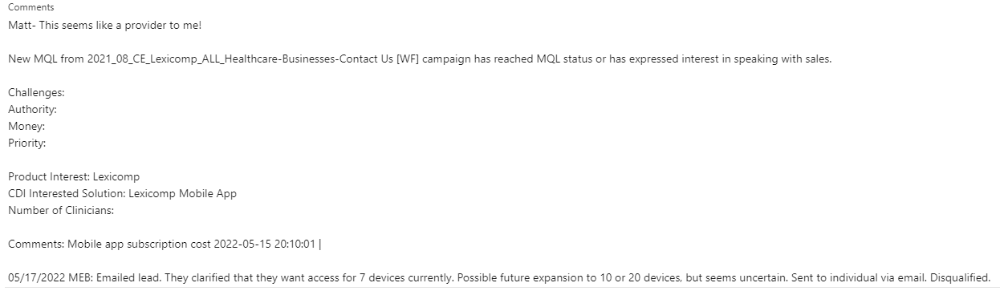 Comments
Matt- This seems like a provider to me!
New MQL from 2021_08_CE_Lexicomp_ALL_Healthcare-Businesses-Contact Us [WF] campaign has reached MQL status or has expressed interest in speaking with sales.
Challenges:
Authority:
Money:
Priority:
Product Interest: Lexicomp
CDI Interested Solution: Lexicomp Mobile App
Number of Clinicians:
Comments: Mobile app subscription cost 2022-05-15 20:10:01 |
05/17/2022 MEB: Emailed lead. They clarified that they want access for 7 devices currently. Possible future expansion to 10 or 20 devices, but seems uncertain. Sent to individual via email. Disqualified.